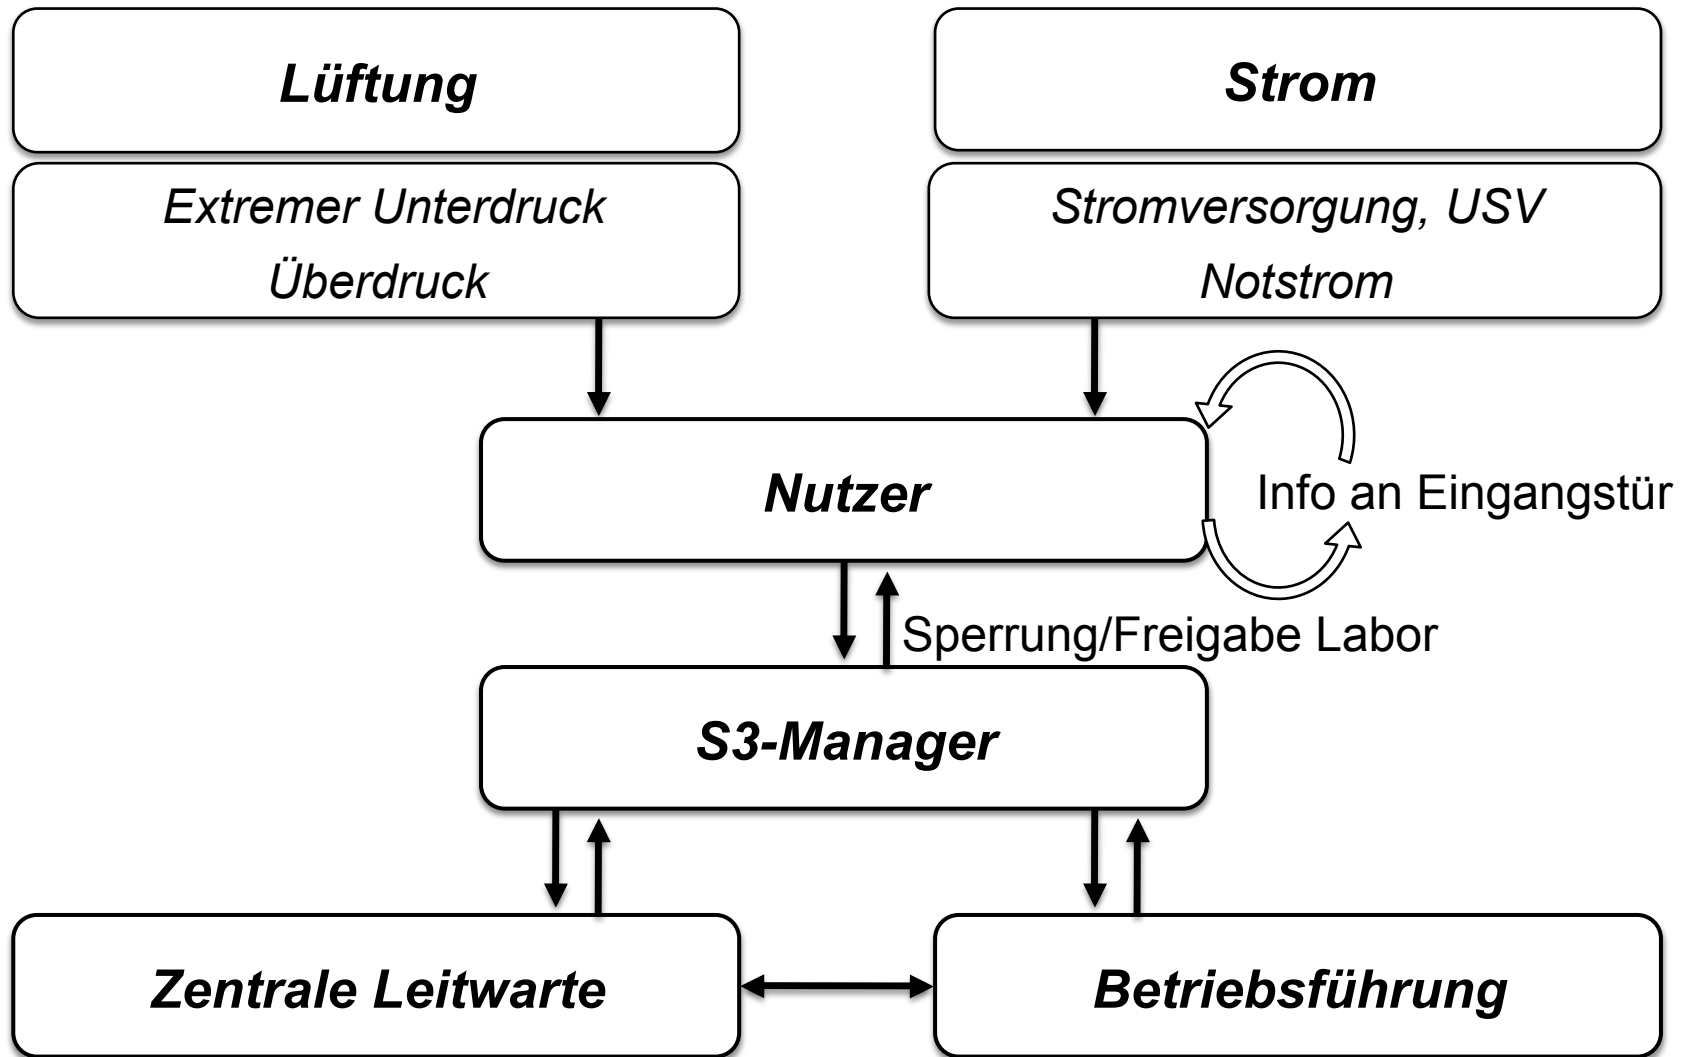 Lüftung
Strom
Extremer Unterdruck
Überdruck
Stromversorgung, USV
Notstrom
Nutzer
Info an Eingangstür
Sperrung/Freigabe Labor
S3-Manager
Zentrale Leitwarte
Betriebsführung